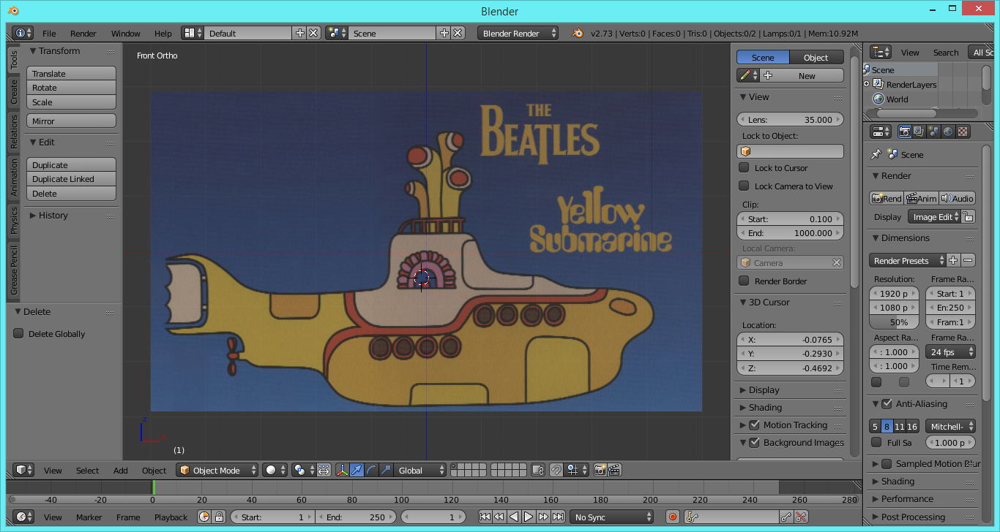 Blender
File Render Window Help Default Scene Blender Render v2.73 | Verts:0 | Faces:0 | Tris:0 | Objects:0/2 | Lamps:0/1 | Mem:10.92M
Tools
Create
Relations
Animation
Physics
Grease Pencil
Transform
Translate
Rotate
Scale
Mirror
Edit
Duplicate
Duplicate Linked
Delete
History
Delete
Delete Globally
Front Ortho
THE
BEATLES
Yellow
Submarine
z
x
(1)
Scene Object
New
View
Lens: 35.000
Lock to Object:
Lock to Cursor
Lock Camera to View
Clip:
Start: 0.100
End: 1000.000
Local Camera:
Camera
Render Border
3D Cursor
Location:
X: -0.0765
Y: -0.2930
Z: -0.4692
Display
Shading
Motion Tracking
Background Images
View Search All Sc
Scene
RenderLayers
World
Scene
Render
Rend Anim Audio
Display Image Edit
Dimensions
Render Presets
Resolution: Frame Ra...
1920 p Start: 1
1080 p En:250
50% Fram:1
Aspect Ra... Frame Ra...
: 1.000 24 fps
: 1.000 Time Rem...
1
Anti-Aliasing
5 8 11 16 Mitchell-
Full Sa 1.000 p
Sampled Motion Blur
Shading
Performance
Post Processing
View Select Add Object Object Mode Global
-40 -20 0 20 40 60 80 100 120 140 160 180 200 220 240 260 280
View Marker Frame Playback Start: 1 End: 250 1 No Sync